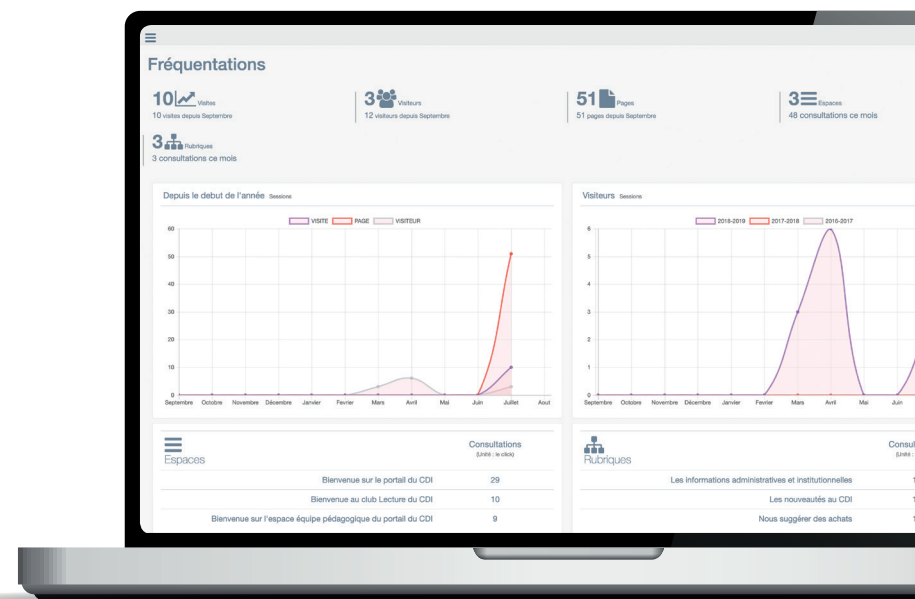 Fréquentations
10 Visites
10 visites depuis Septembre
3 Visiteurs
12 visiteurs depuis Septembre
51 Pages
51 pages depuis Septembre
3 Espaces
48 consultations ce mois
3 Rubriques
3 consultations ce mois
Depuis le debut de l'année Sessions
VISITE PAGE VISITEUR
60
50
40
30
20
10
0
Septembre Octobre Novembre Décembre Janvier Fevrier Mars Avril Mai Juin Juillet Aout
Visiteurs Sessions
2018-2019 2017-2018 2016-2017
6
5
4
3
2
1
0
Septembre Octobre Novembre Décembre Janvier Fevrier Mars Avril Mai Juin
Espaces
Consultations
(Unité : le click)
Bienvenue sur le portail du CDI 29
Bienvenue au club Lecture du CDI 10
Bienvenue sur l'espace équipe pédagogique du portail du CDI 9
Rubriques
Consul
(Unité :
Les informations administratives et institutionnelles 1
Les nouveautés au CDI 1
Nous suggérer des achats 1